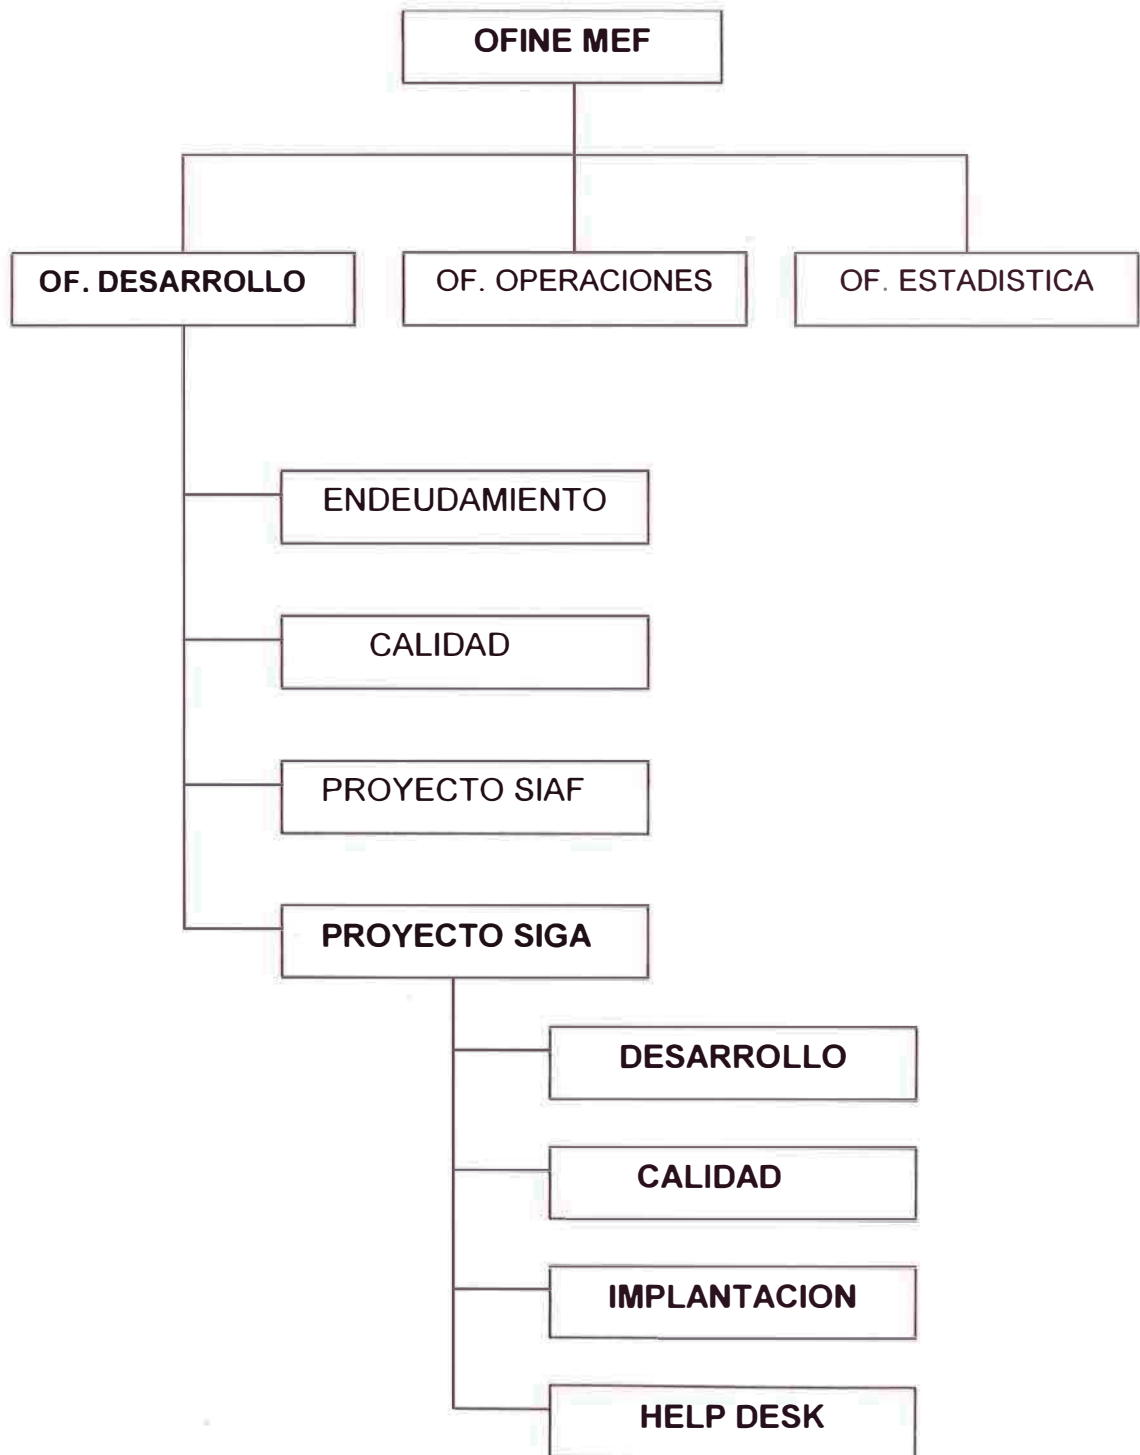 OFINE MEF
OF. DESARROLLO
OF. OPERACIONES
OF. ESTADISTICA
ENDEUDAMIENTO
CALIDAD
PROYECTO SIAF
PROYECTO SIGA
DESARROLLO
CALIDAD
IMPLANTACION
HELP DESK